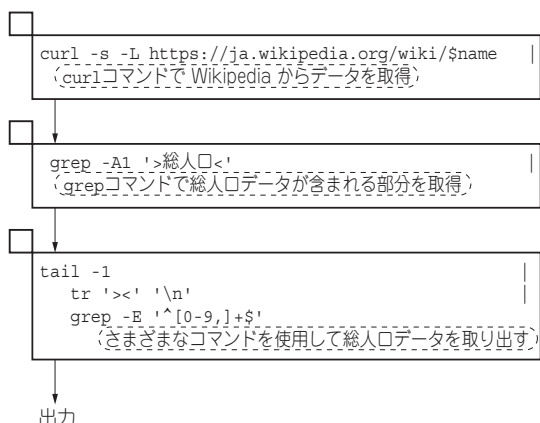 curl -s -L https://ja.wikipedia.org/wiki/$name |
curlコマンドで Wikipedia からデータを取得
grep -A1 '>総人口<' |
grepコマンドで総人口データが含まれる部分を取得
tail -1 |
tr '><' '\n' |
grep -E '^[0-9,]+$'
さまざまなコマンドを使用して総人口データを取り出す
出力